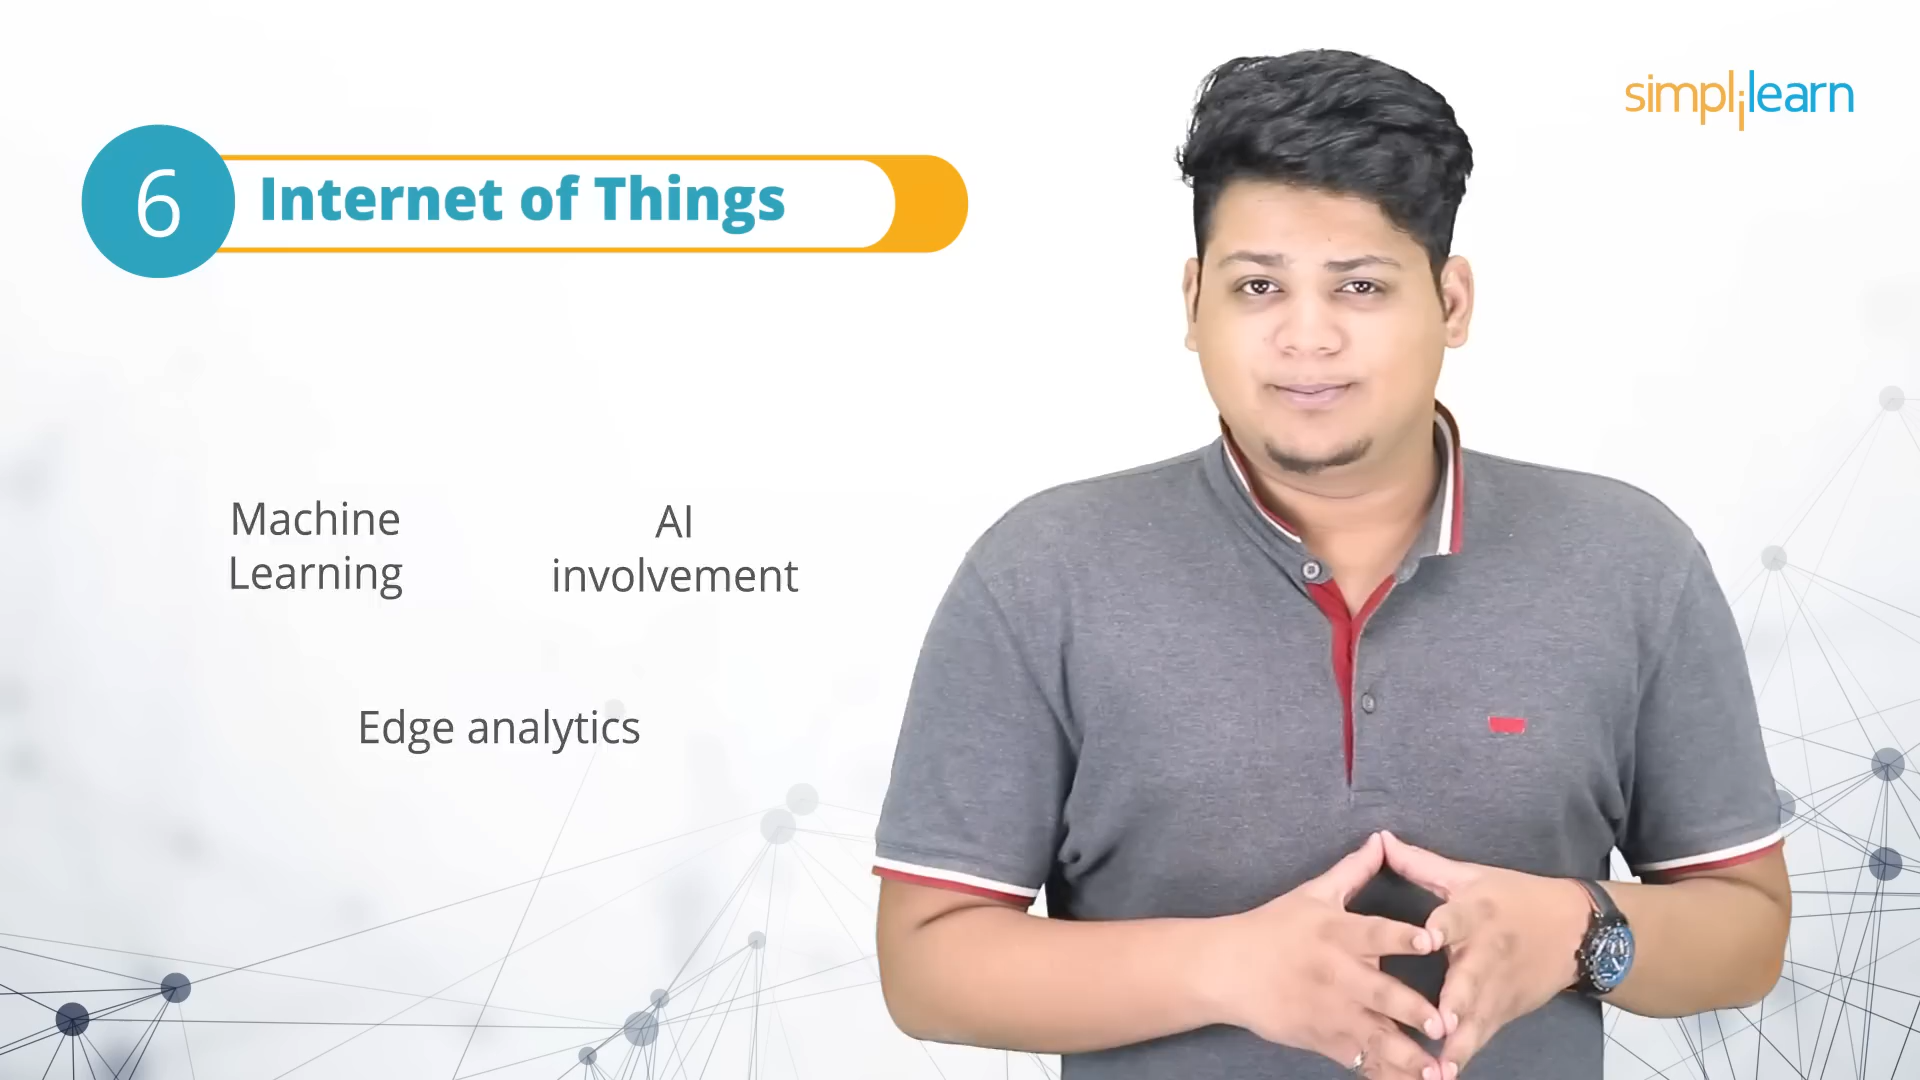 simplilearn
6
Internet of Things
Machine
Learning
AI
involvement
Edge analytics